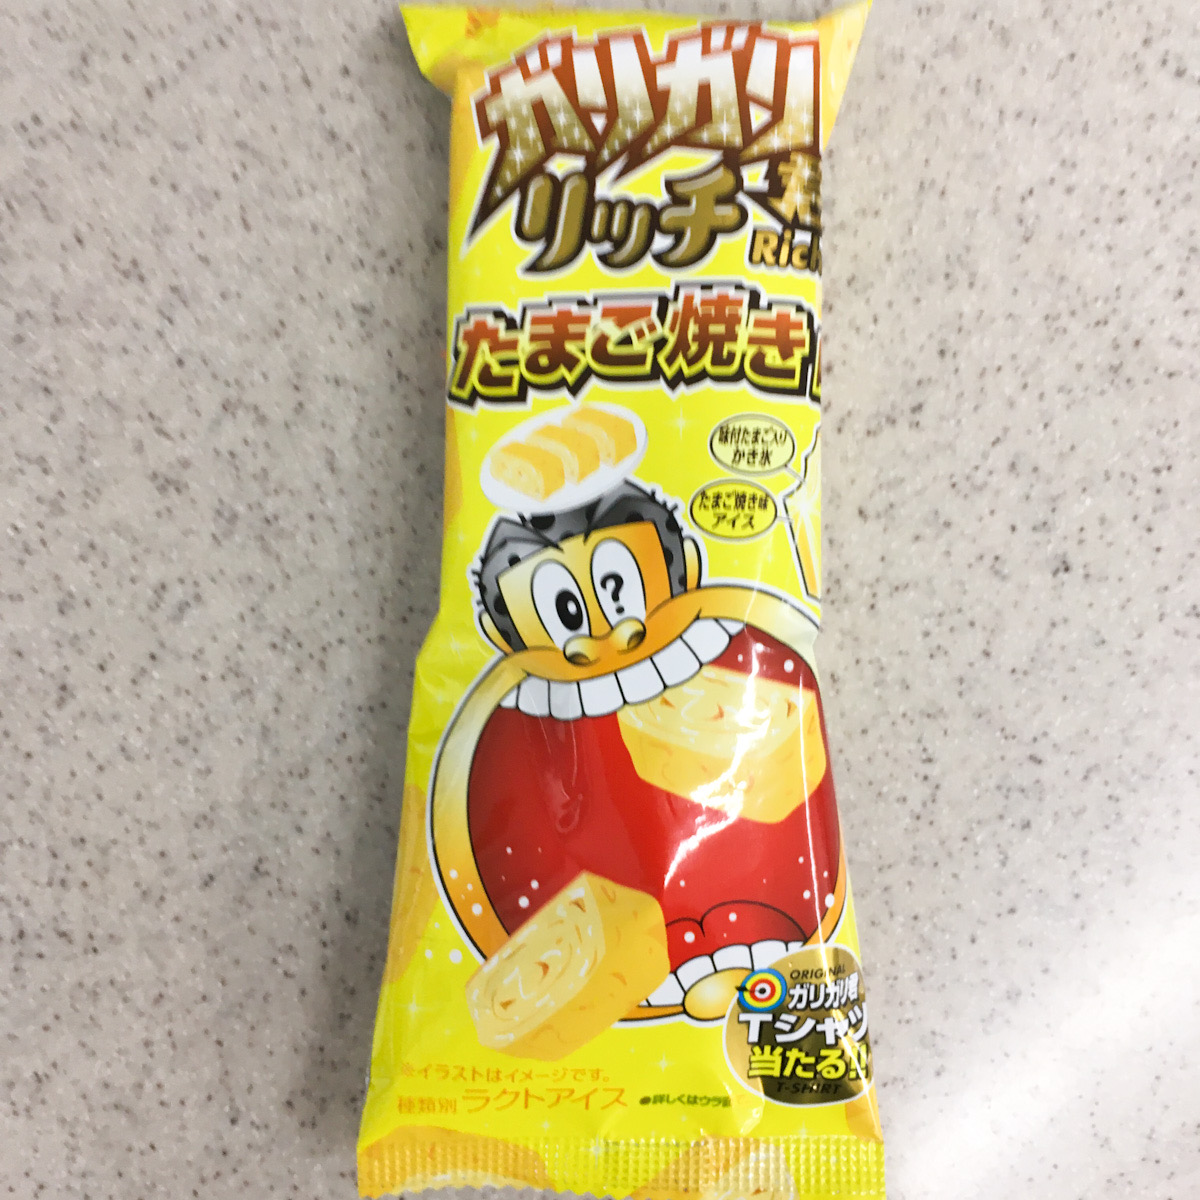 ガリガリ
リッチ
Rich
たまご焼き
味付たまご入り
かき氷
たまご焼き味
アイス
?
ORIGINAL
ガリガリ君
Tシャツ
当たる!!
T-SHIRT
※イラストはイメージです。
種類別 ラクトアイス ●詳しくはウラ面